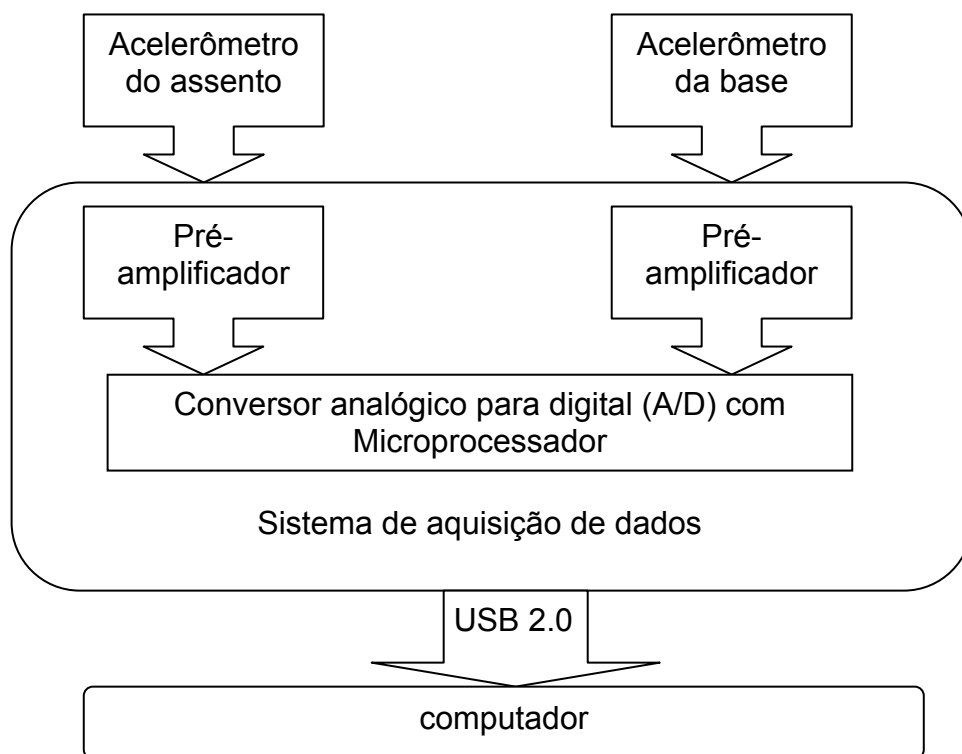 Acelerômetro
do assento
Acelerômetro
da base
Pré-
amplificador
Pré-
amplificador
Conversor analógico para digital (A/D) com
Microprocessador
Sistema de aquisição de dados
USB 2.0
computador